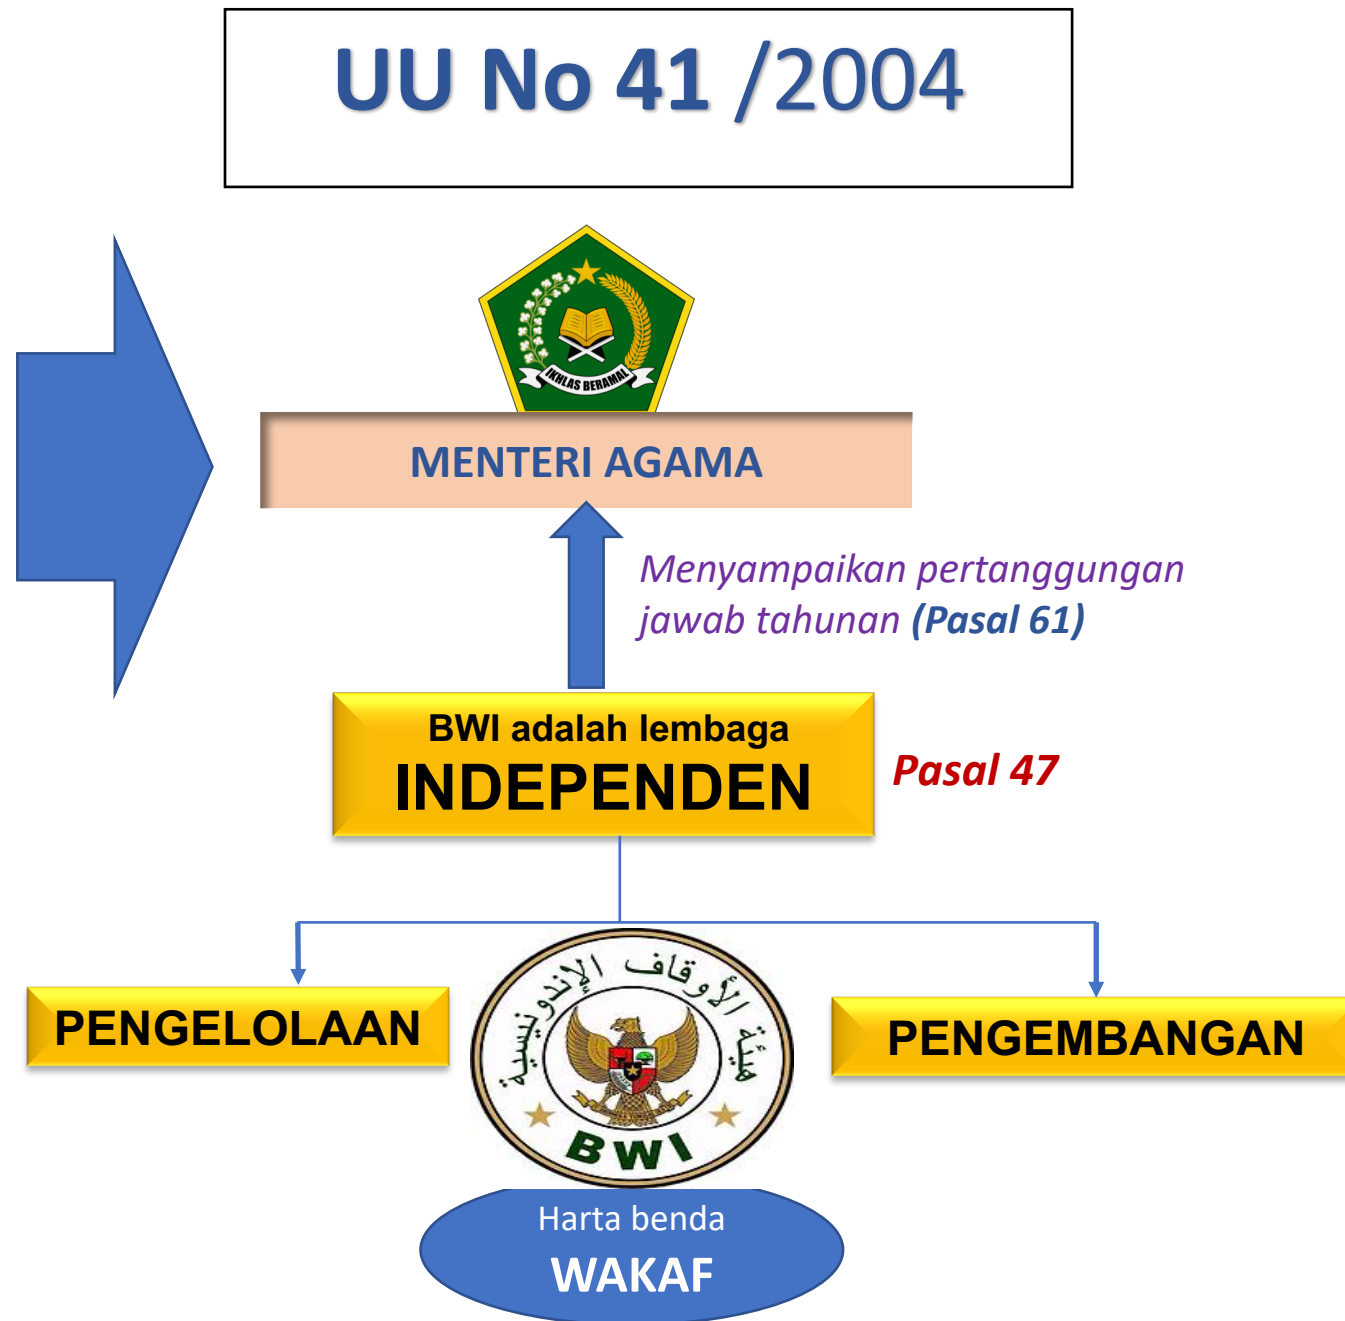 UU No 41 /2004
IKHLAS BERAMAL
MENTERI AGAMA
Menyampaikan pertanggungan
jawab tahunan (Pasal 61)
BWI adalah lembaga
INDEPENDEN
Pasal 47
PENGELOLAAN
هيئة الأوقاف الإندونيسية
BWI
PENGEMBANGAN
Harta benda
WAKAF